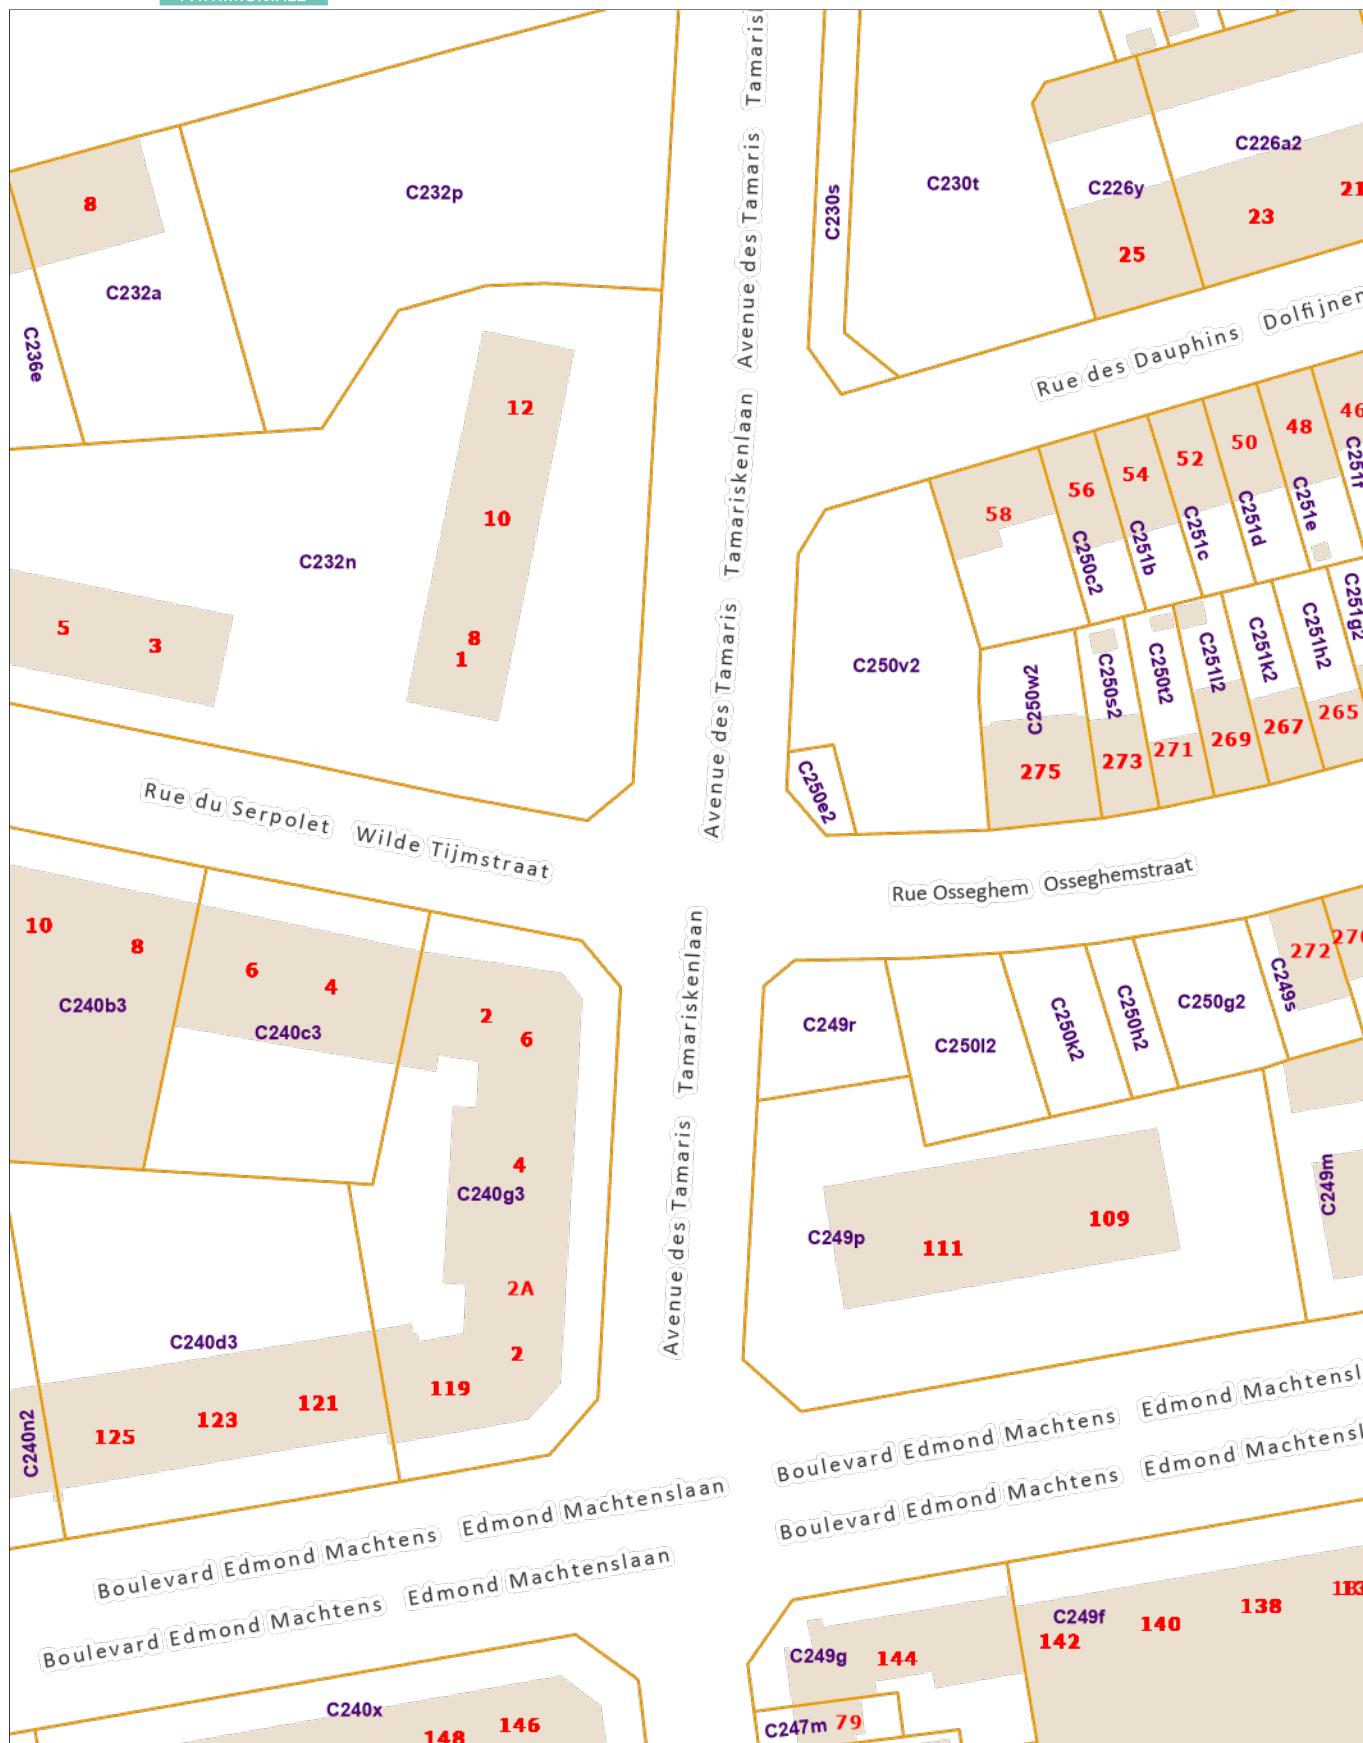 Avenue des Tamaris Tamariskenlaan
Avenue des Tamaris Tamariskenlaan
Avenue des Tamaris Tamariskenlaan
C232p
C230s
C230t
C226a2
C226y
21
23
25
8
C232a
C236e
Rue des Dauphins
12
10
8
1
C232n
5
3
46
48
50
52
54
56
58
C251f
C251e
C251d
C251c
C251b
C250c2
C250v2
C250w2
C250s2
C250t2
C251l2
C251k2
C251h2
C251g2
275
273
271
269
267
265
C250e2
Rue du Serpolet Wilde Tijmstraat
Rue Osseghem Osseghemstraat
10
8
6
4
2
6
C240b3
C240c3
C249r
C250l2
C250k2
C250h2
C250g2
C249s
272
4
C240g3
C249p
111
109
C249m
2A
2
119
C240d3
121
123
125
C240n2
Boulevard Edmond Machtens
Boulevard Edmond Machtens
Boulevard Edmond Machtens Edmond Machtenslaan
Boulevard Edmond Machtens Edmond Machtenslaan
C249f
142
140
138
C249g
144
C247m
79
C240x
148
146